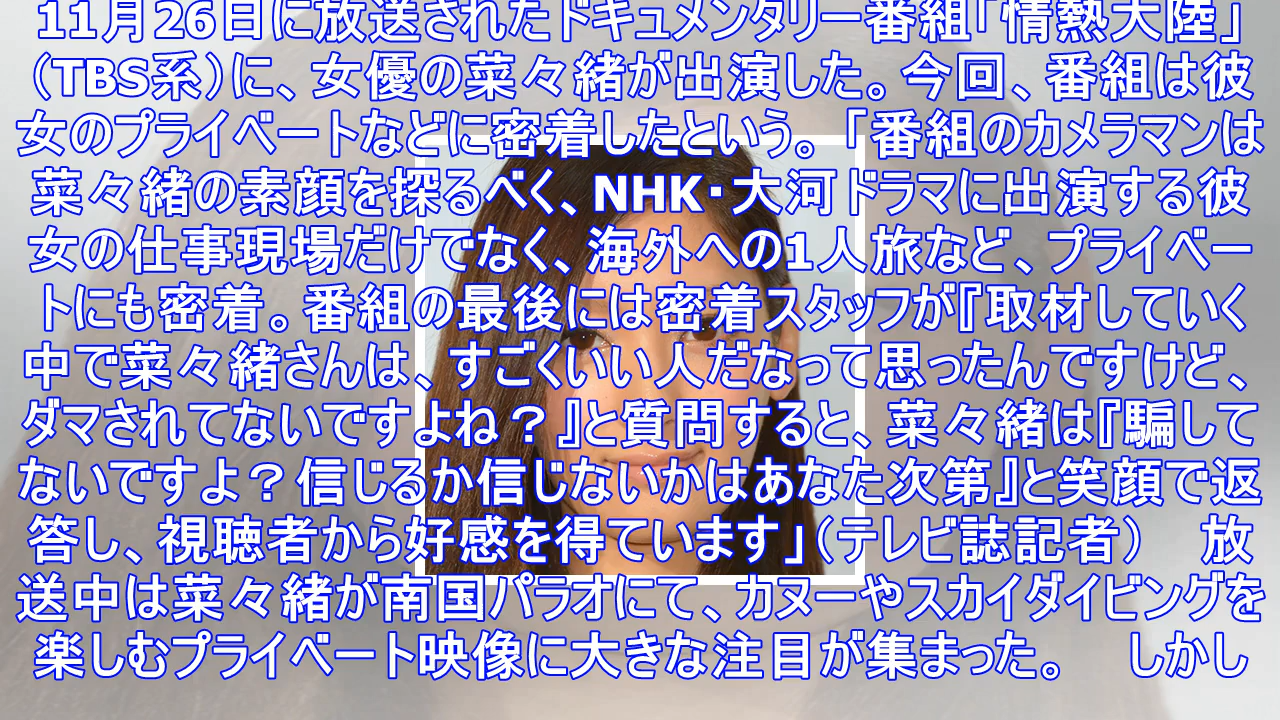 11月26日に放送されたドキュメンタリー番組「情熱大陸」
（TBS系）に、女優の菜々緒が出演した。今回、番組は彼
女のプライベートなどに密着したという。「番組のカメラマンは
菜々緒の素顔を探るべく、NHK・大河ドラマに出演する彼
女の仕事現場だけでなく、海外への1人旅など、プライベー
トにも密着。番組の最後には密着スタッフが『取材していく
中で菜々緒さんは、すごくいい人だなって思ったんですけど、
ダマされてないですよね？』と質問すると、菜々緒は『騙して
ないですよ？信じるか信じないかはあなた次第』と笑顔で返
答し、視聴者から好感を得ています」（テレビ誌記者）　放
送中は菜々緒が南国パラオにて、カヌーやスカイダイビングを
楽しむプライベート映像に大きな注目が集まった。　しかし